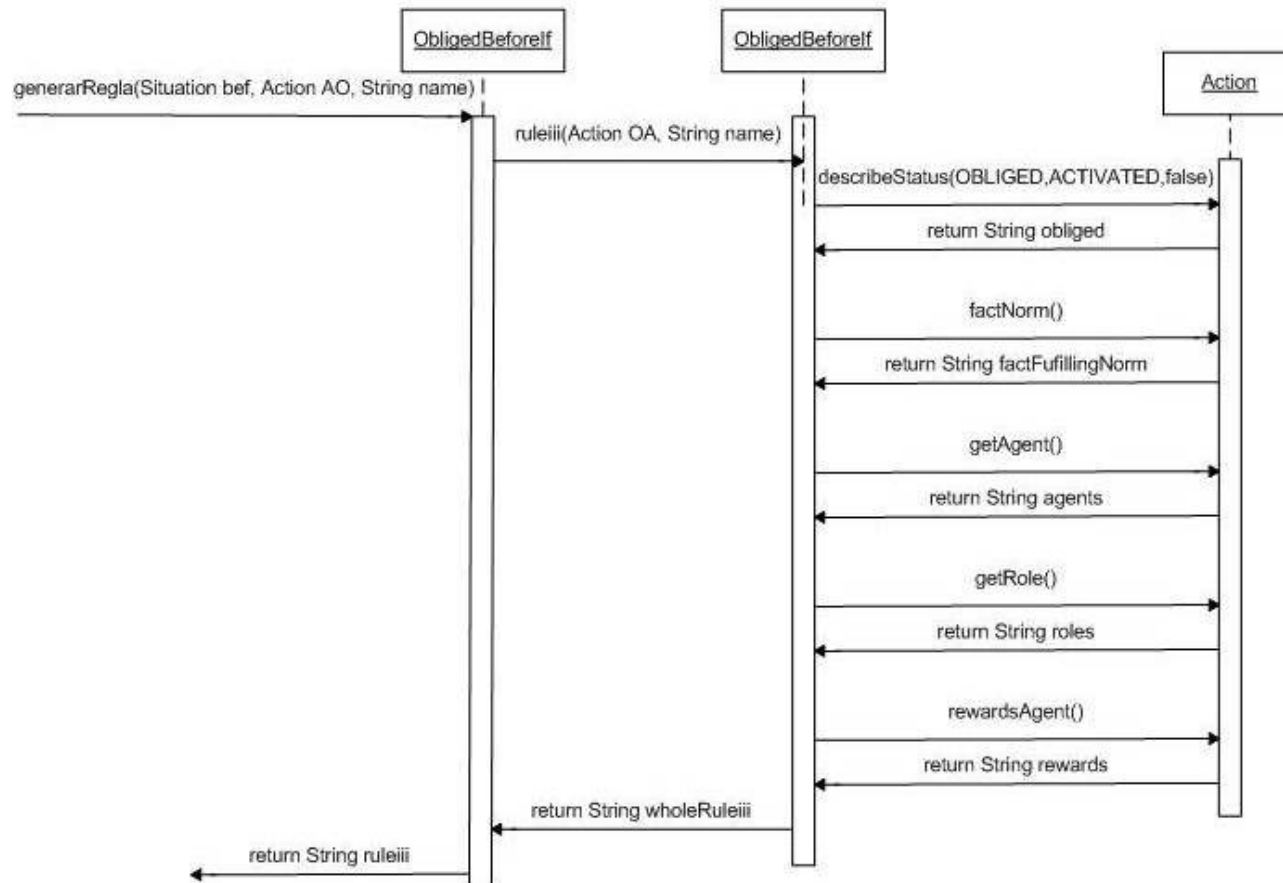 ObligedBeforeIf
ObligedBeforeIf
Action
generarRegla(Situation bef, Action AO, String name)
ruleiii(Action OA, String name)
describeStatus(OBLIGED,ACTIVATED,false)
return String obliged
factNorm()
return String factFufillingNorm
getAgent()
return String agents
getRole()
return String roles
rewardsAgent()
return String rewards
return String wholeRuleiii
return String ruleiii